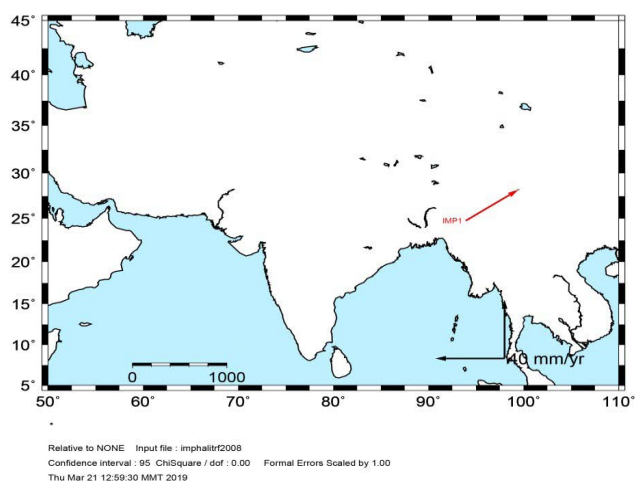 45°
40°
35°
30°
25°
20°
15°
10°
5°
IMP1
40 mm/yr
0 1000
50° 60° 70° 80° 90° 100° 110°
Relative to NONE Input file : imphalitrf2008
Confidence interval : 95 ChiSquare / dof : 0.00 Formal Errors Scaled by 1.00
Thu Mar 21 12:59:30 MMT 2019